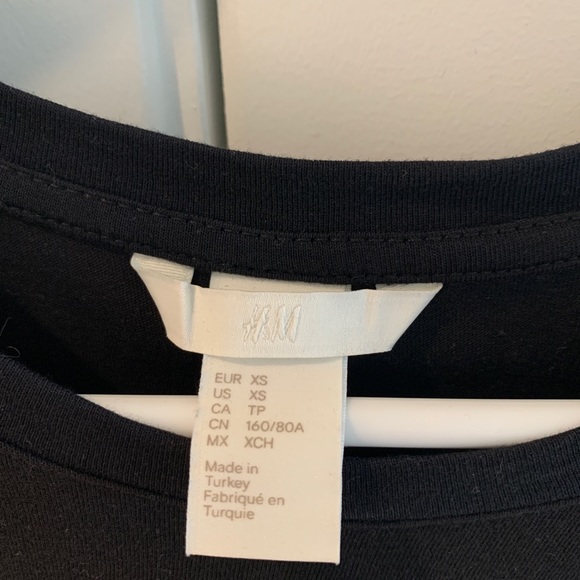 H&M
EUR XS
US XS
CA TP
CN 160/80A
MX XCH
Made in
Turkey
Fabriqué en
Turquie